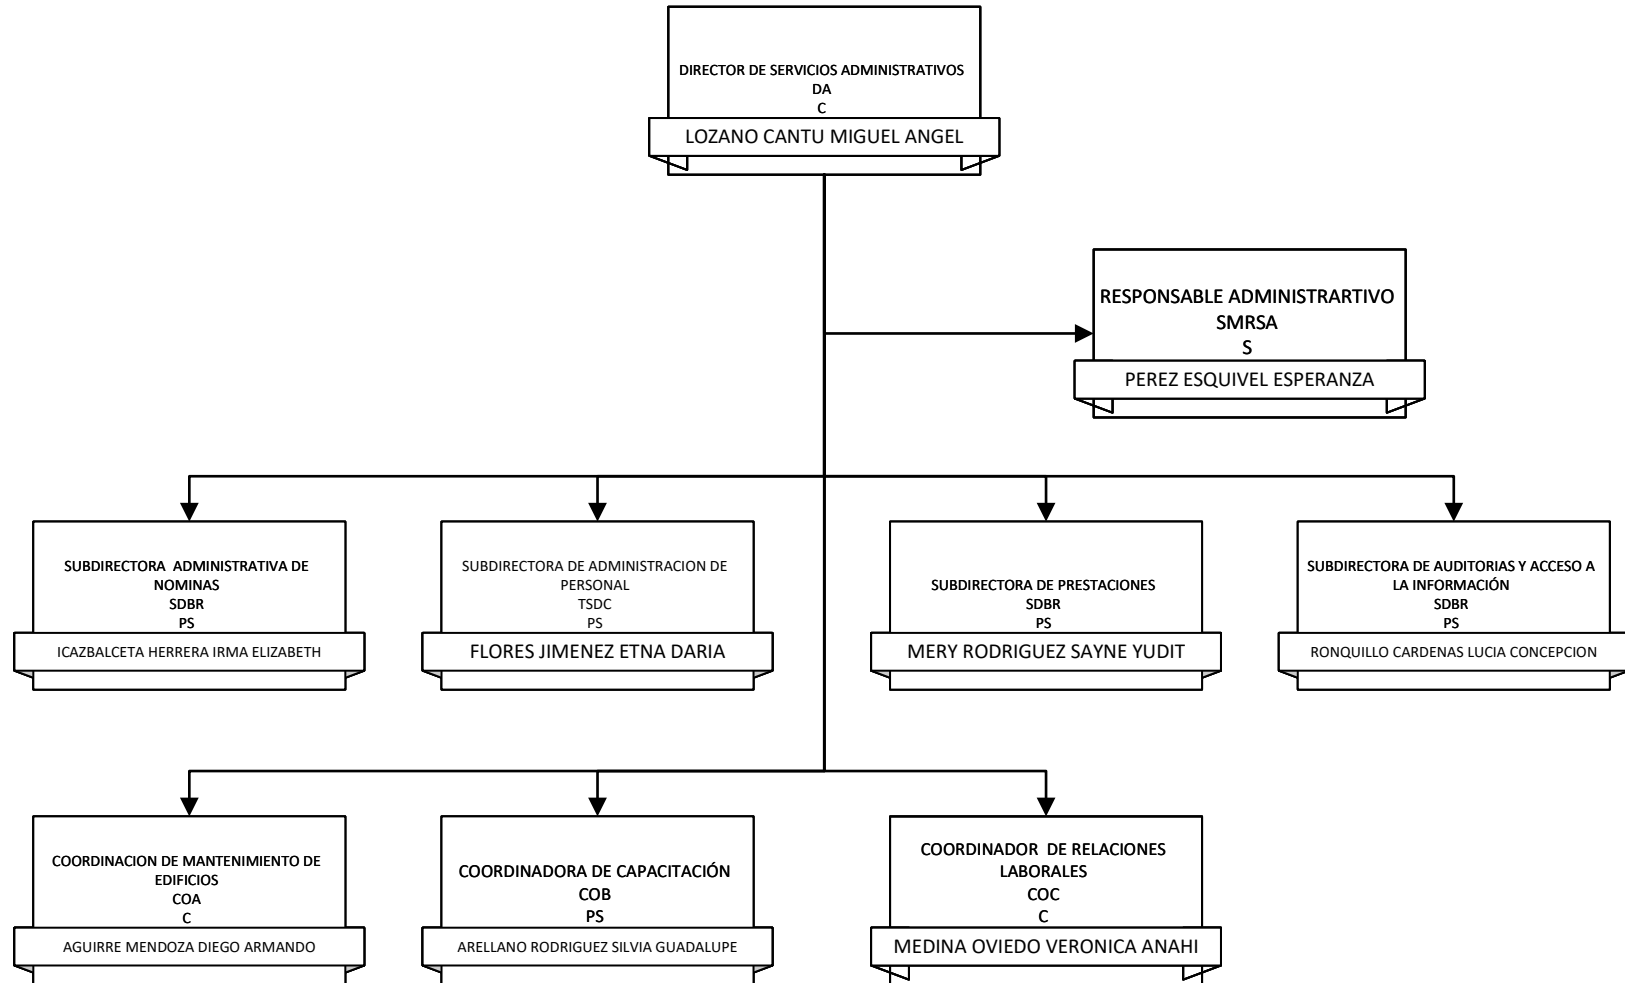 DIRECTOR DE SERVICIOS ADMINISTRATIVOS
DA
C
LOZANO CANTU MIGUEL ANGEL
RESPONSABLE ADMINISTRARTIVO
SMRSA
S
PEREZ ESQUIVEL ESPERANZA
SUBDIRECTORA ADMINISTRATIVA DE
NOMINAS
SDBR
PS
ICAZBALCETA HERRERA IRMA ELIZABETH
SUBDIRECTORA DE ADMINISTRACION DE
PERSONAL
TSDC
PS
FLORES JIMENEZ ETNA DARIA
SUBDIRECTORA DE PRESTACIONES
SDBR
PS
MERY RODRIGUEZ SAYNE YUDIT
SUBDIRECTORA DE AUDITORIAS Y ACCESO A
LA INFORMACIÓN
SDBR
PS
RONQUILLO CARDENAS LUCIA CONCEPCION
COORDINACION DE MANTENIMIENTO DE
EDIFICIOS
COA
C
AGUIRRE MENDOZA DIEGO ARMANDO
COORDINADORA DE CAPACITACIÓN
COB
PS
ARELLANO RODRIGUEZ SILVIA GUADALUPE
COORDINADOR DE RELACIONES
LABORALES
COC
C
MEDINA OVIEDO VERONICA ANAHI